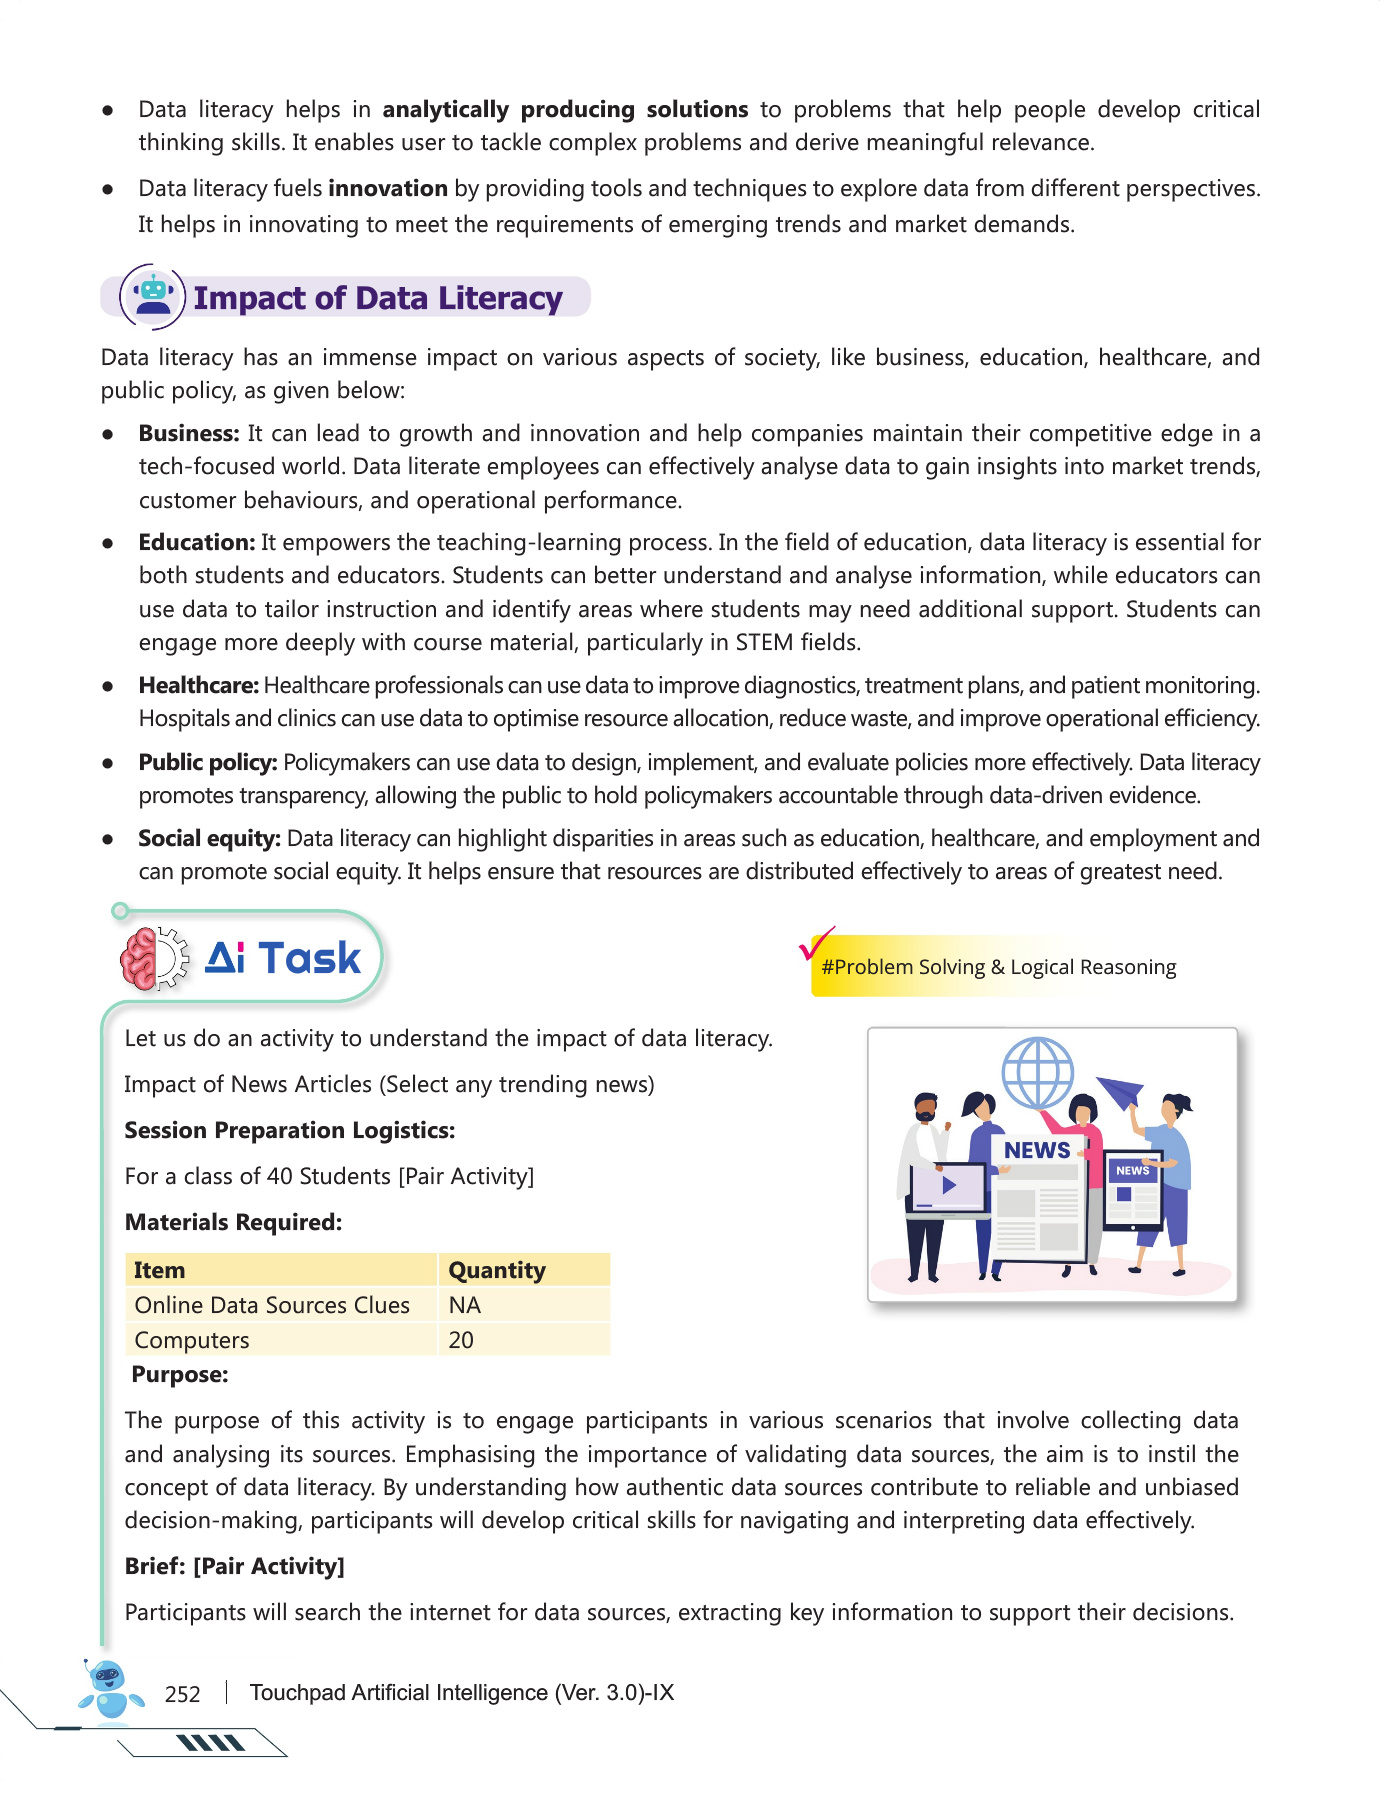 ● Data literacy helps in analytically producing solutions to problems that help people develop critical
thinking skills. It enables user to tackle complex problems and derive meaningful relevance.
● Data literacy fuels innovation by providing tools and techniques to explore data from different perspectives.
It helps in innovating to meet the requirements of emerging trends and market demands.
Impact of Data Literacy
Data literacy has an immense impact on various aspects of society, like business, education, healthcare, and
public policy, as given below:
● Business: It can lead to growth and innovation and help companies maintain their competitive edge in a
tech-focused world. Data literate employees can effectively analyse data to gain insights into market trends,
customer behaviours, and operational performance.
● Education: It empowers the teaching-learning process. In the field of education, data literacy is essential for
both students and educators. Students can better understand and analyse information, while educators can
use data to tailor instruction and identify areas where students may need additional support. Students can
engage more deeply with course material, particularly in STEM fields.
● Healthcare: Healthcare professionals can use data to improve diagnostics, treatment plans, and patient monitoring.
Hospitals and clinics can use data to optimise resource allocation, reduce waste, and improve operational efficiency.
● Public policy: Policymakers can use data to design, implement, and evaluate policies more effectively. Data literacy
promotes transparency, allowing the public to hold policymakers accountable through data-driven evidence.
● Social equity: Data literacy can highlight disparities in areas such as education, healthcare, and employment and
can promote social equity. It helps ensure that resources are distributed effectively to areas of greatest need.
Ai Task
#Problem Solving & Logical Reasoning
Let us do an activity to understand the impact of data literacy.
Impact of News Articles (Select any trending news)
Session Preparation Logistics:
For a class of 40 Students [Pair Activity]
Materials Required:
Item Quantity
Online Data Sources Clues NA
Computers 20
NEWS
NEWS
Purpose:
The purpose of this activity is to engage participants in various scenarios that involve collecting data
and analysing its sources. Emphasising the importance of validating data sources, the aim is to instil the
concept of data literacy. By understanding how authentic data sources contribute to reliable and unbiased
decision-making, participants will develop critical skills for navigating and interpreting data effectively.
Brief: [Pair Activity]
Participants will search the internet for data sources, extracting key information to support their decisions.
252 | Touchpad Artificial Intelligence (Ver. 3.0)-IX